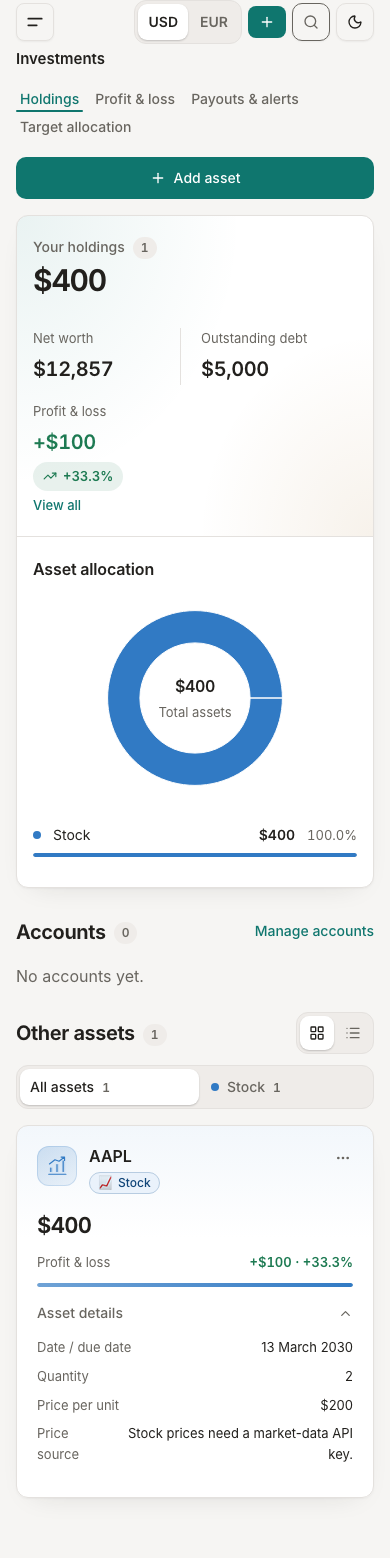 USD EUR
Investments
Holdings Profit & loss Payouts & alerts
Target allocation
Add asset
Your holdings 1
$400
Net worth Outstanding debt
$12,857 $5,000
Profit & loss
+$100
+33.3%
View all
Asset allocation
$400
Total assets
Stock $400 100.0%
Accounts 0 Manage accounts
No accounts yet.
Other assets 1
All assets 1 Stock 1
AAPL
Stock
$400
Profit & loss +$100 · +33.3%
Asset details
Date / due date 13 March 2030
Quantity 2
Price per unit $200
Price Stock prices need a market-data API
source key.